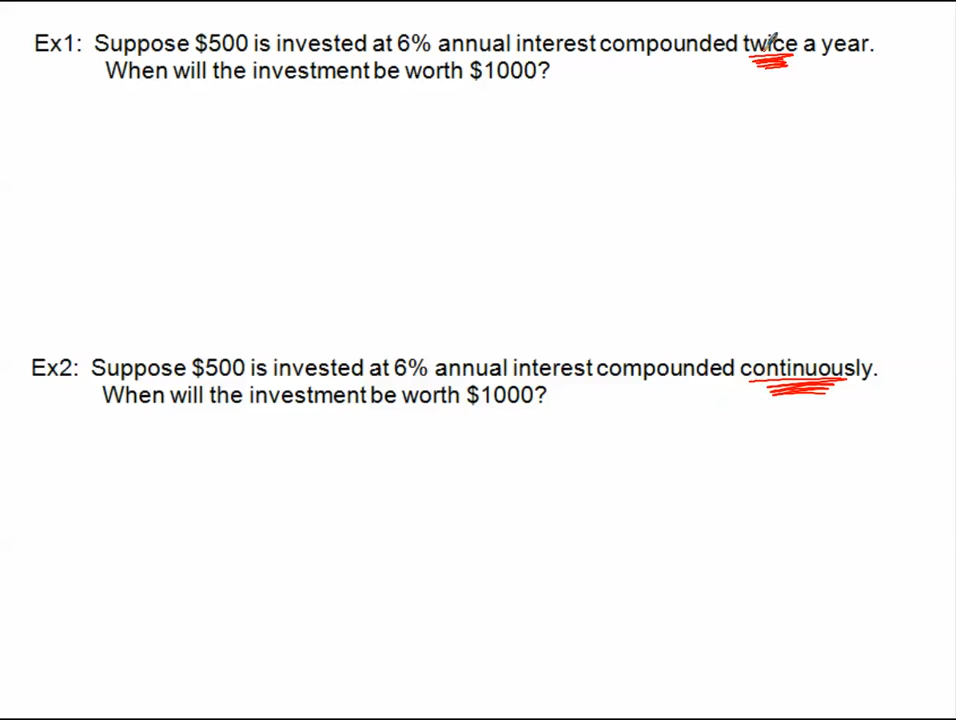 Ex1: Suppose $500 is invested at 6% annual interest compounded twice a year.
When will the investment be worth $1000?
Ex2: Suppose $500 is invested at 6% annual interest compounded continuously.
When will the investment be worth $1000?